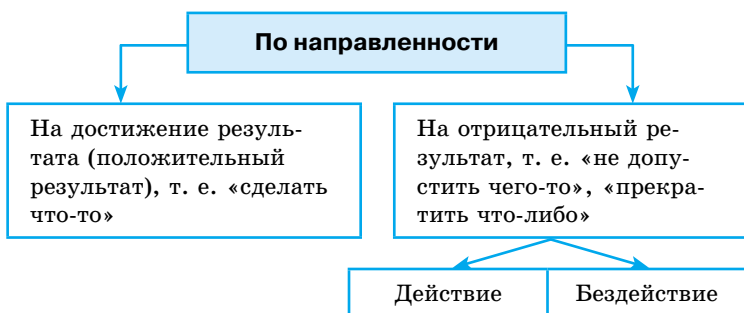 По направленности
На достижение резуль-
тата (положительный
результат), т. е. «сделать
что-то»
На отрицательный ре-
зультат, т. е. «не допу-
стить чего-то», «прекра-
тить что-либо»
Действие
Бездействие